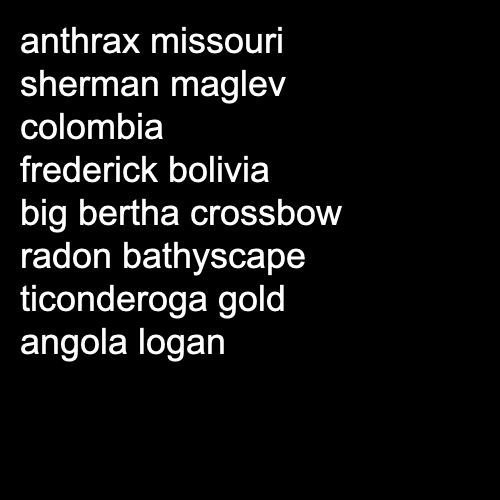 anthrax missouri
sherman maglev
colombia
frederick bolivia
big bertha crossbow
radon bathyscape
ticonderoga gold
angola logan